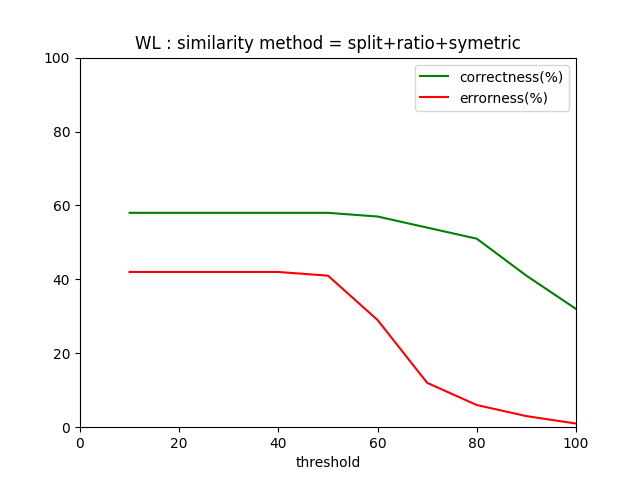 WL : similarity method = split+ratio+symetric
correctness(%)
errorness(%)
100
80
60
40
20
0
0 20 40 60 80 100
threshold